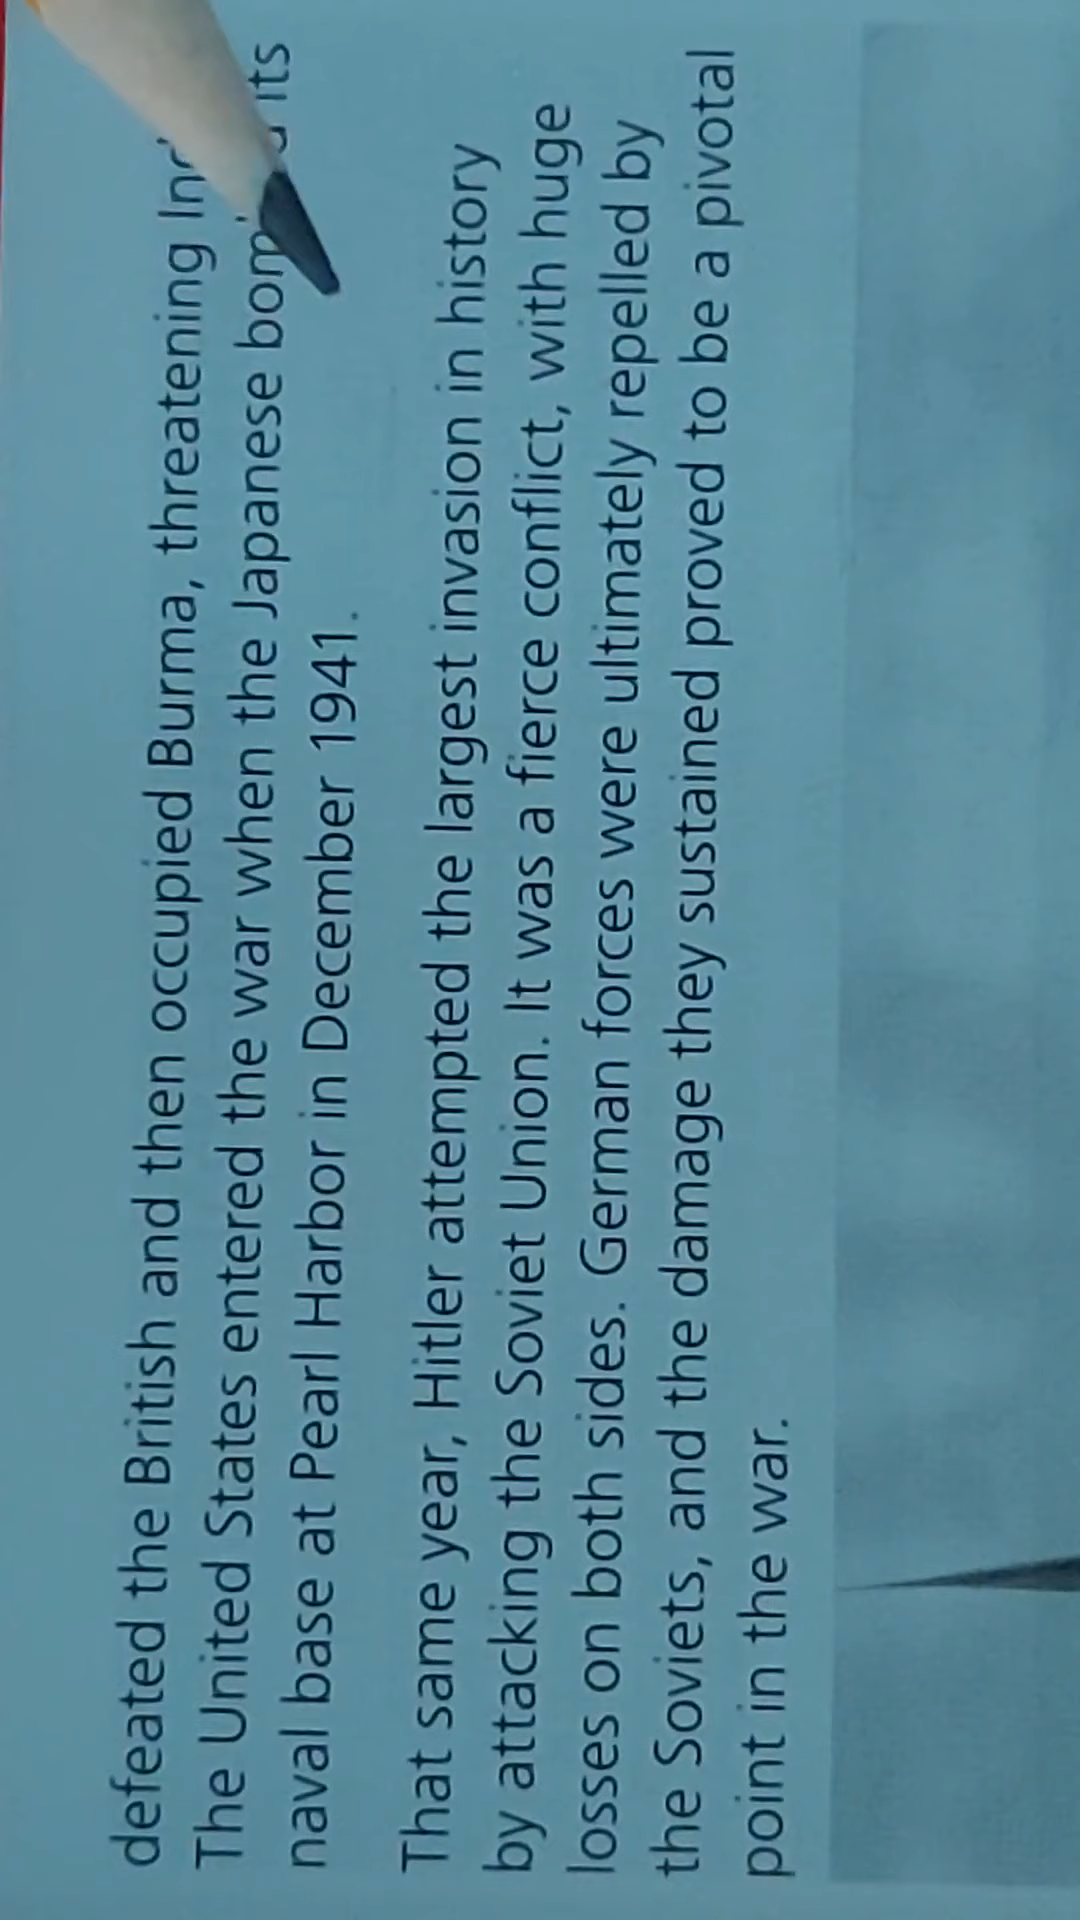 defeated the British and then occupied Burma, threatening
The United States entered the war when the Japanese its
naval base at Pearl Harbor in December 1941.
That same year, Hitler attempted the largest invasion in history
by attacking the Soviet Union. It was a fierce conflict, with huge
losses on both sides. German forces were ultimately repelled by
the Soviets, and the damage they sustained proved to be a pivotal
point in the war.